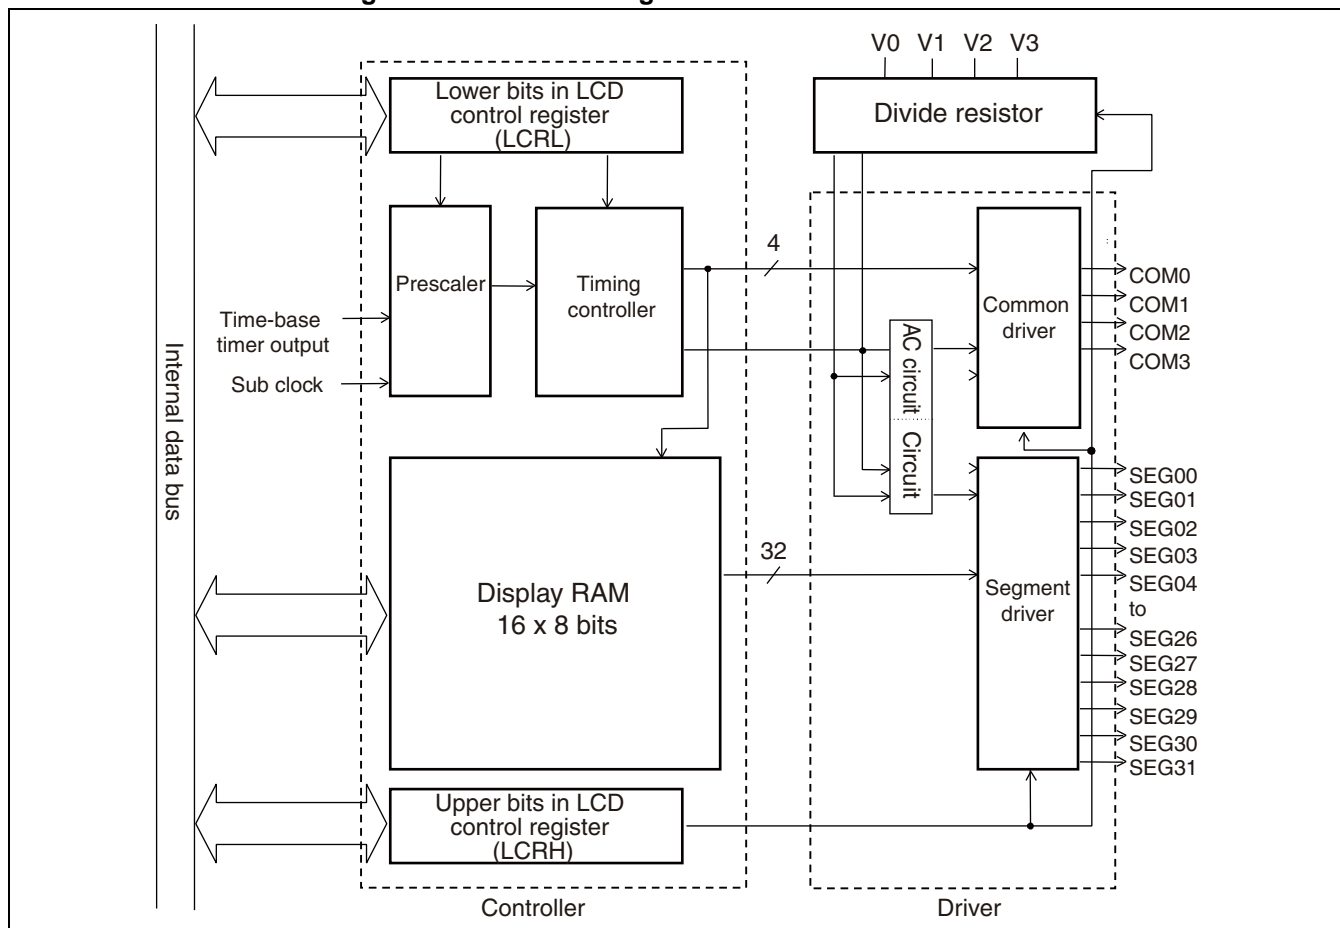 V0 V1 V2 V3
Lower bits in LCD
control register
(LCRL)
Divide resistor
4
Prescaler
Timing
controller
Common
driver
COM0
COM1
COM2
COM3
Time-base
timer output
Sub clock
AC circuit
Circuit
Internal data bus
SEG00
SEG01
SEG02
SEG03
SEG04
to
SEG26
SEG27
SEG28
SEG29
SEG30
SEG31
32
Display RAM
16 x 8 bits
Segment
driver
Upper bits in LCD
control register
(LCRH)
Controller
Driver